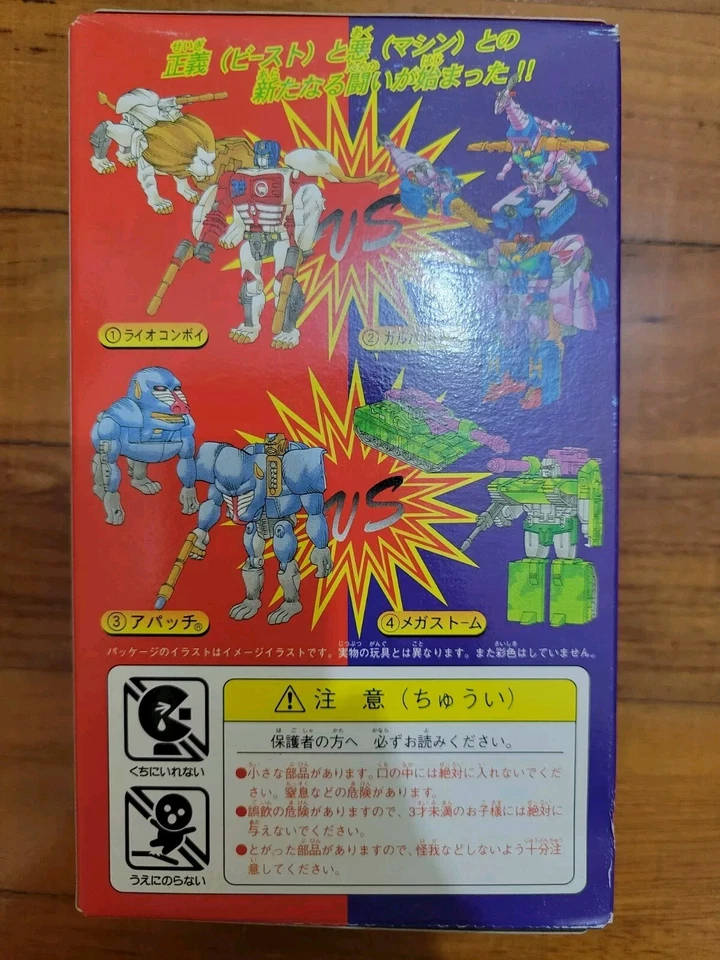 正義（ビースト）と悪（マシン）との
新たなる闘いが始まった!!
VS
①ライオコンボイ
②ガル
VS
③アパッチ®
④メガストーム
パッケージのイラストはイメージイラストです。実物の玩具とは異なります。また彩色はしていません。
⚠ 注意（ちゅうい）
保護者の方へ 必ずお読みください。
●小さな部品があります。口の中には絶対に入れないでくだ
さい。窒息などの危険があります。
●誤飲の危険がありますので、3才未満のお子様には絶対に
与えないでください。
●とがった部品がありますので、怪我などしないよう十分注
意してください。
くちにいれない
うえにのらない